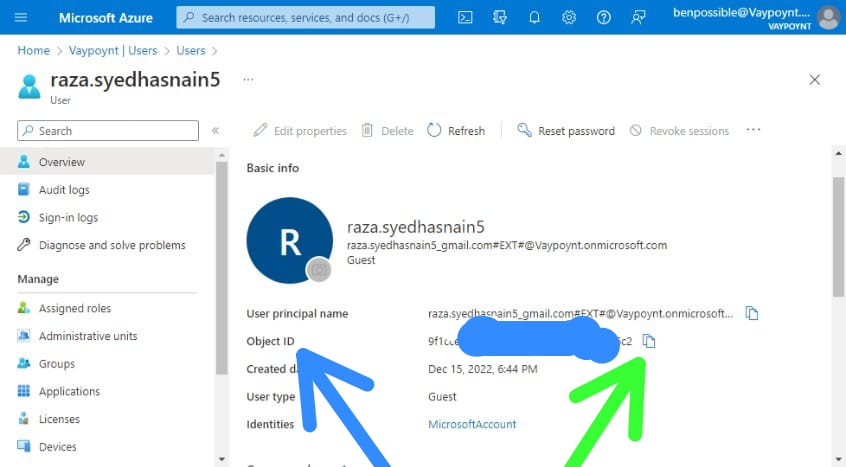 Microsoft Azure
Search resources, services, and docs (G+/)
benpossible@Vaypoynt....
VAYPOYNT
Home > Vaypoynt | Users > Users >
raza.syedhasnain5 ...
User
Search
«
Edit properties Delete Refresh Reset password Revoke sessions ...
Overview
Audit logs
Sign-in logs
Diagnose and solve problems
Manage
Assigned roles
Administrative units
Groups
Applications
Licenses
Devices
Basic info
R
raza.syedhasnain5
raza.syedhasnain5_gmail.com#EXT#@Vaypoynt.onmicrosoft.com
Guest
User principal name raza.syedhasnain5_gmail.com#EXT#@Vaypoynt.onmicrosoft...
Object ID
Created Dec 15, 2022, 6:44 PM
User type Guest
Identities MicrosoftAccount